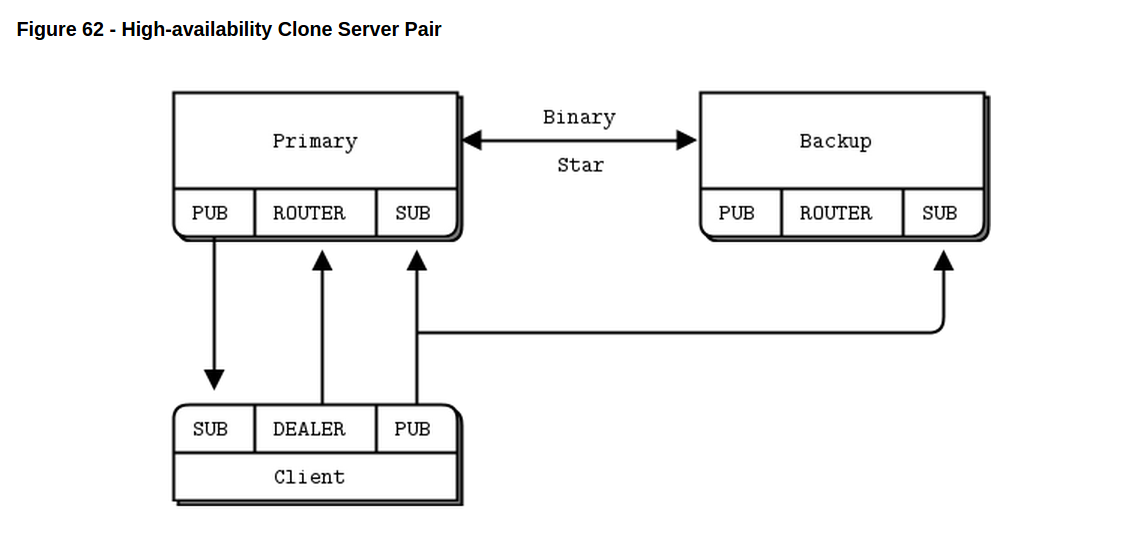 Figure 62 - High-availability Clone Server Pair
Binary
Primary
Backup
Star
PUB ROUTER SUB
PUB ROUTER SUB
SUB DEALER PUB
Client